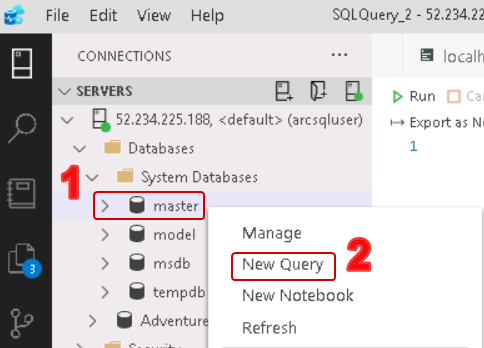 File Edit View Help SQLQuery_2 - 52.234.
CONNECTIONS ...
localh
SERVERS
Run Can
52.234.225.188, <default> (arcsqluser)
Export as No
Databases
1
1
System Databases
master
model
Manage
msdb
New Query
2
tempdb
New Notebook
3
Adventure
Refresh
Security